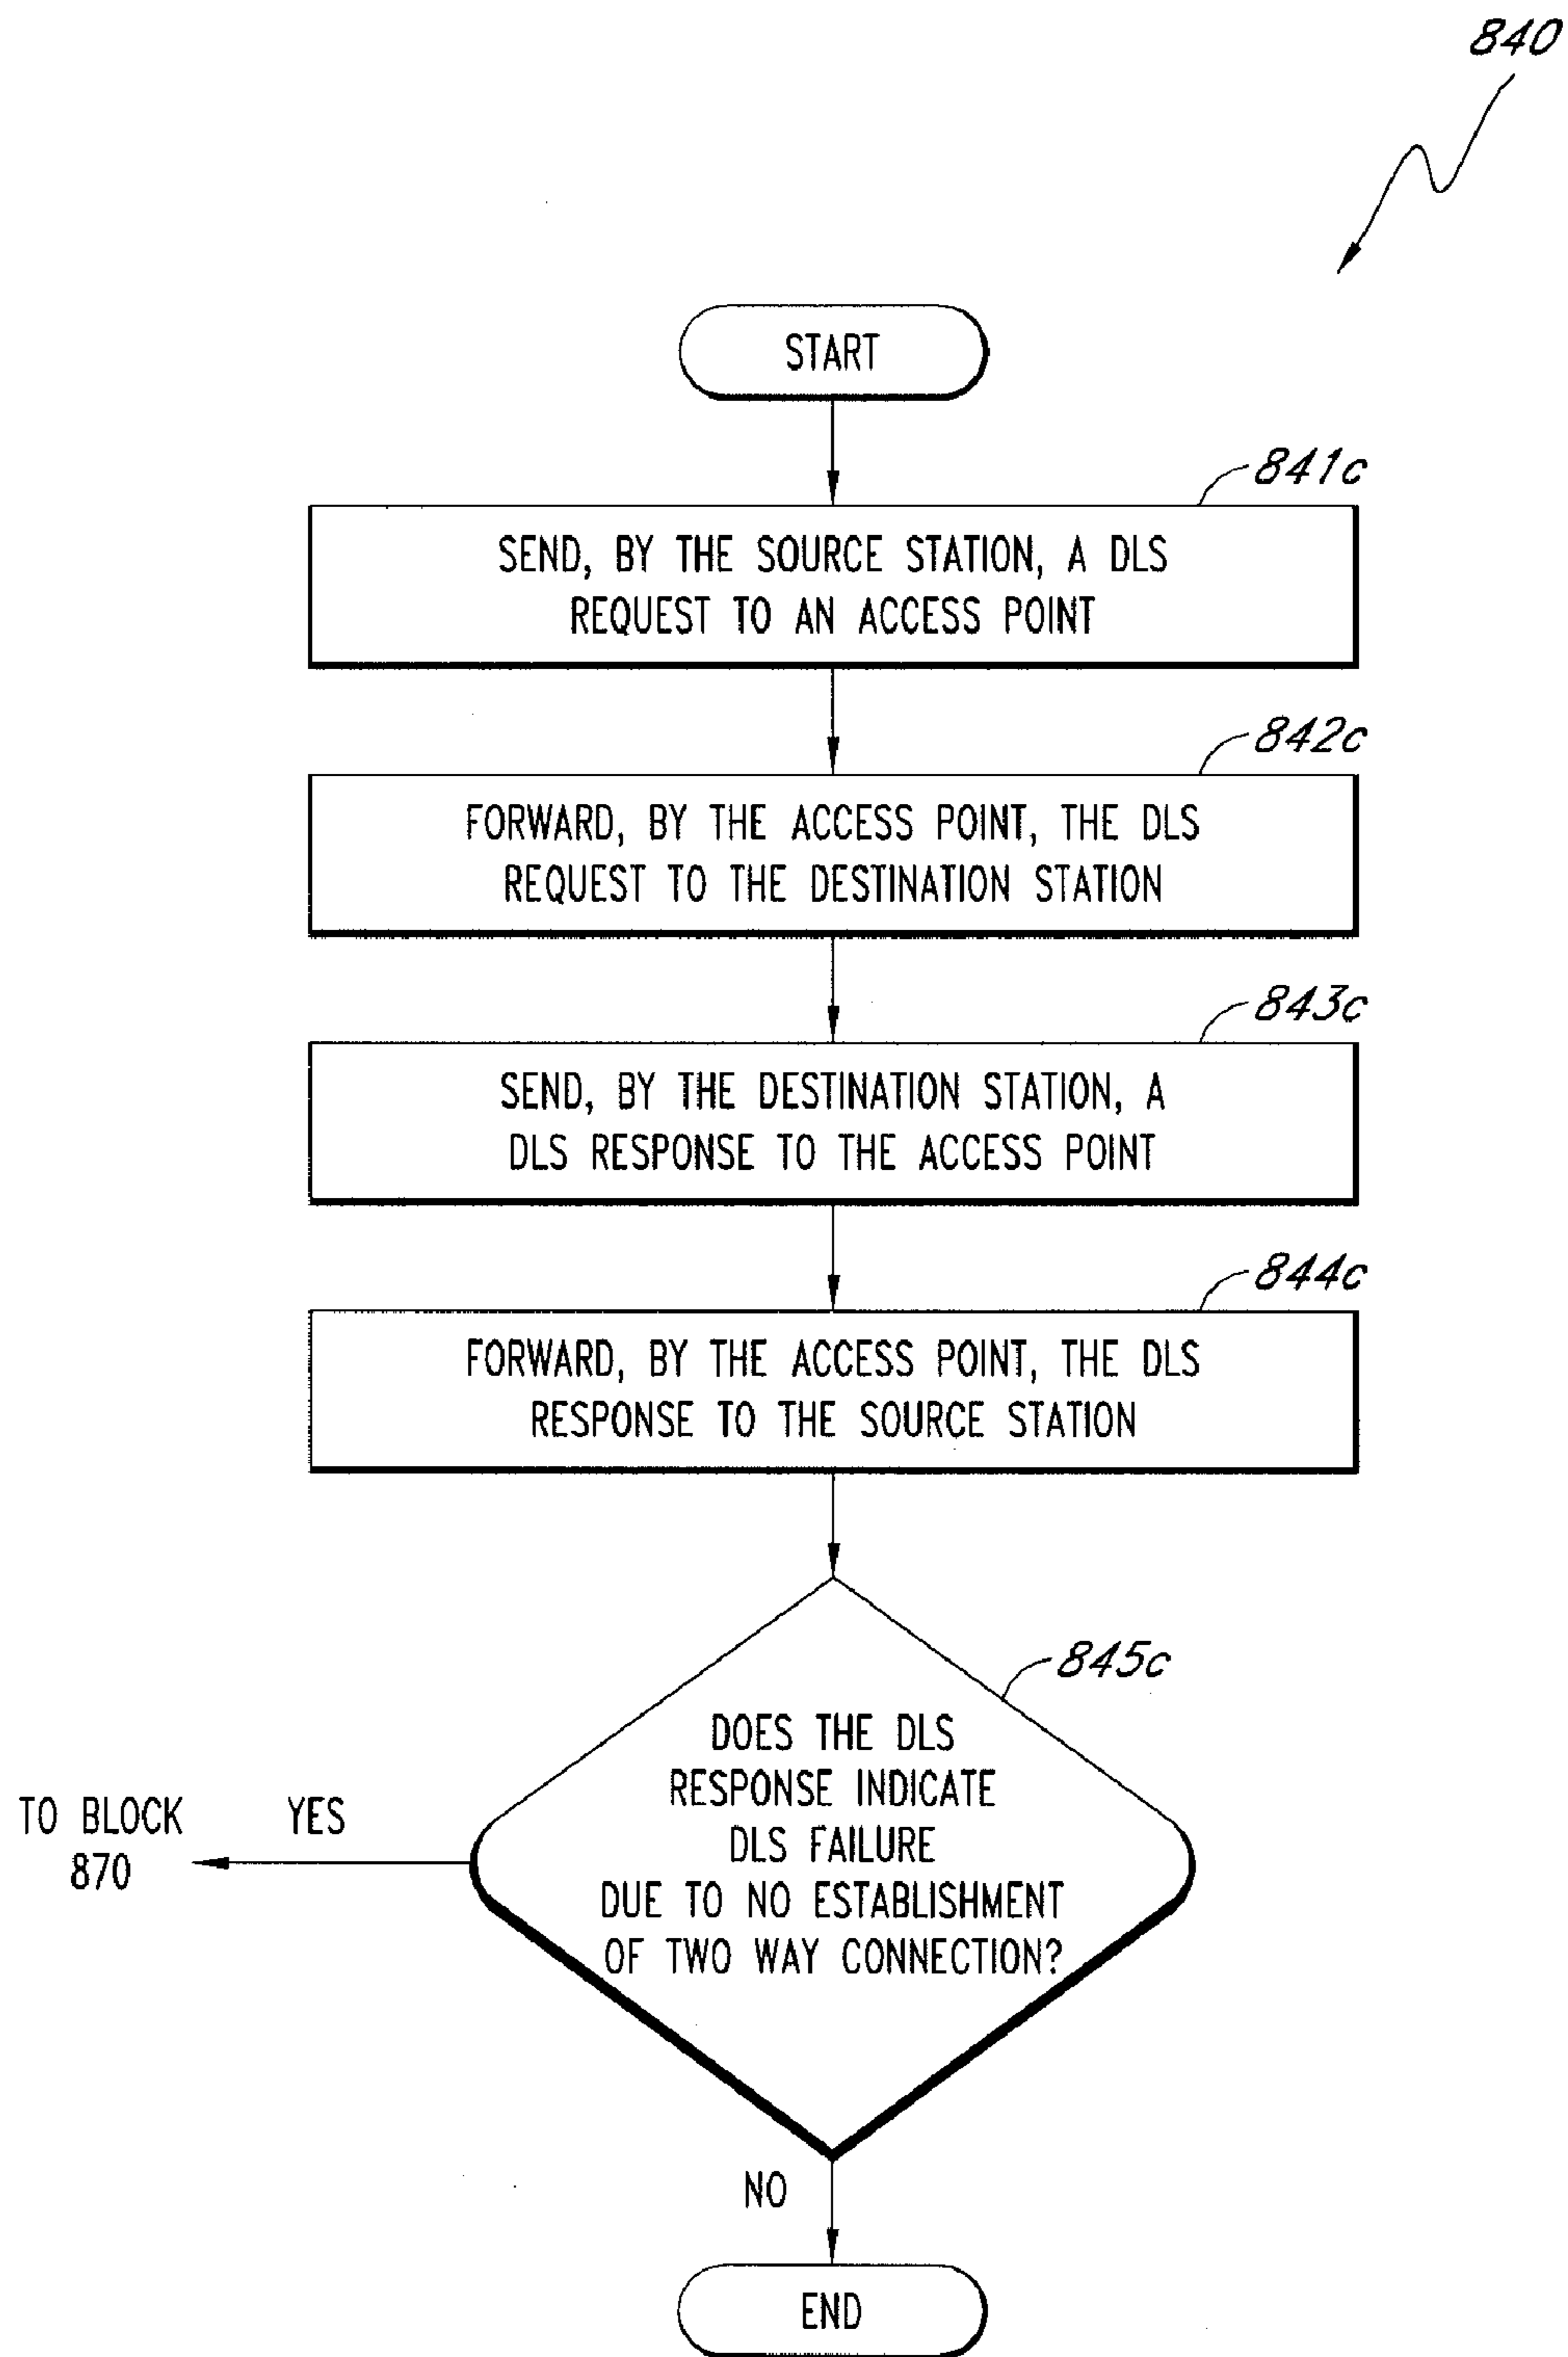 840
START
841c
SEND, BY THE SOURCE STATION, A DLS
REQUEST TO AN ACCESS POINT
842c
FORWARD, BY THE ACCESS POINT, THE DLS
REQUEST TO THE DESTINATION STATION
843c
SEND, BY THE DESTINATION STATION, A
DLS RESPONSE TO THE ACCESS POINT
844c
FORWARD, BY THE ACCESS POINT, THE DLS
RESPONSE TO THE SOURCE STATION
845c
DOES THE DLS
RESPONSE INDICATE
DLS FAILURE
DUE TO NO ESTABLISHMENT
OF TWO WAY CONNECTION?
YES
TO BLOCK
870
NO
END